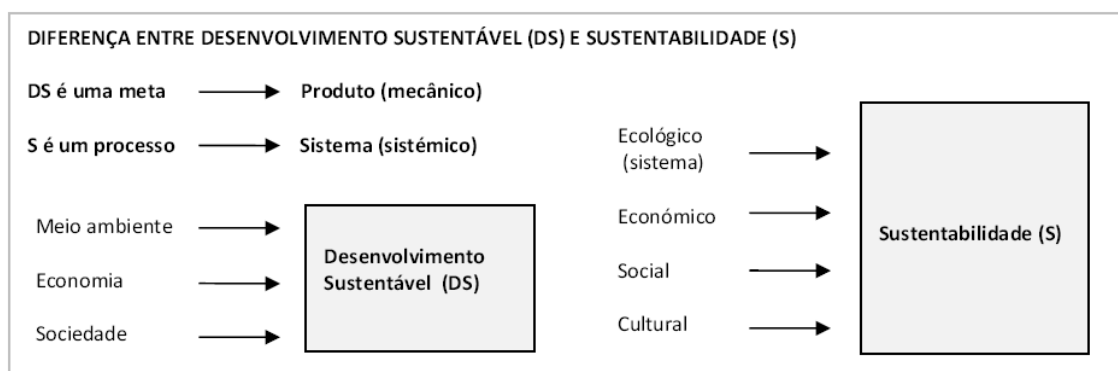 DIFERENÇA ENTRE DESENVOLVIMENTO SUSTENTÁVEL (DS) E SUSTENTABILIDADE (S)
DS é uma meta
Produto (mecânico)
S é um processo
Sistema (sistémico)
Meio ambiente
Economia
Sociedade
Desenvolvimento
Sustentável (DS)
Ecológico
(sistema)
Económico
Social
Cultural
Sustentabilidade (S)